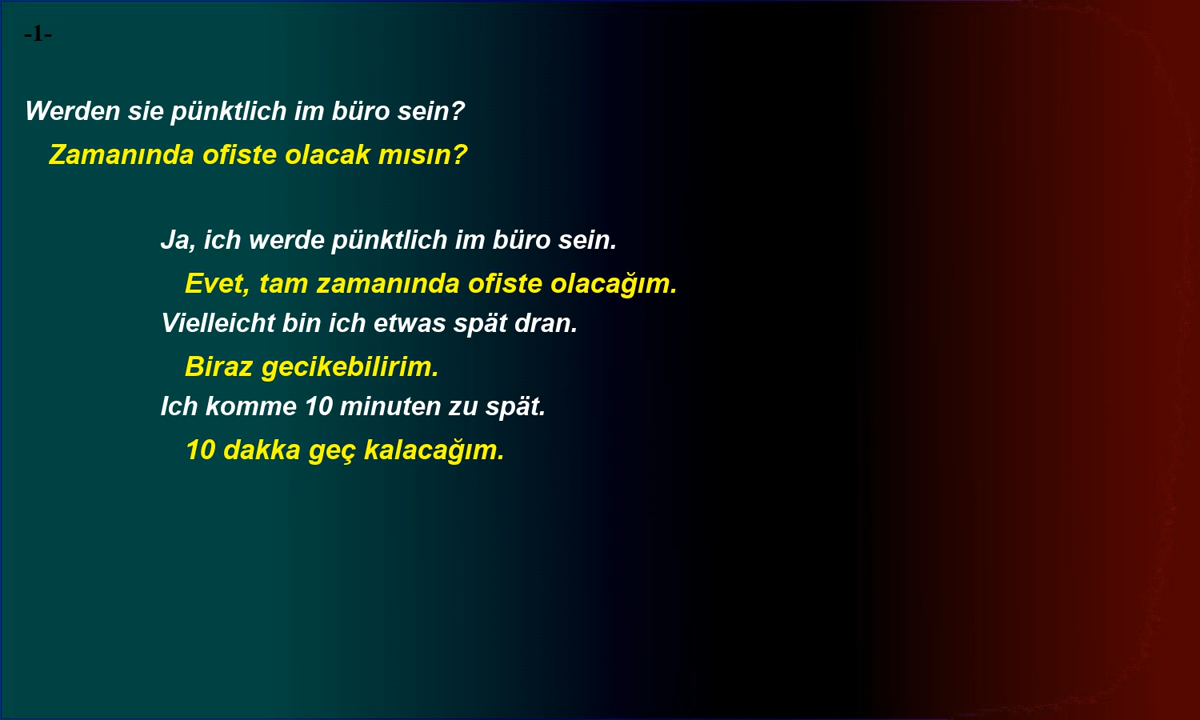 -1-
Werden sie pünktlich im büro sein?
Zamanında ofiste olacak mısın?
Ja, ich werde pünktlich im büro sein.
Evet, tam zamanında ofiste olacağım.
Vielleicht bin ich etwas spät dran.
Biraz gecikebilirim.
Ich komme 10 minuten zu spät.
10 dakka geç kalacağım.